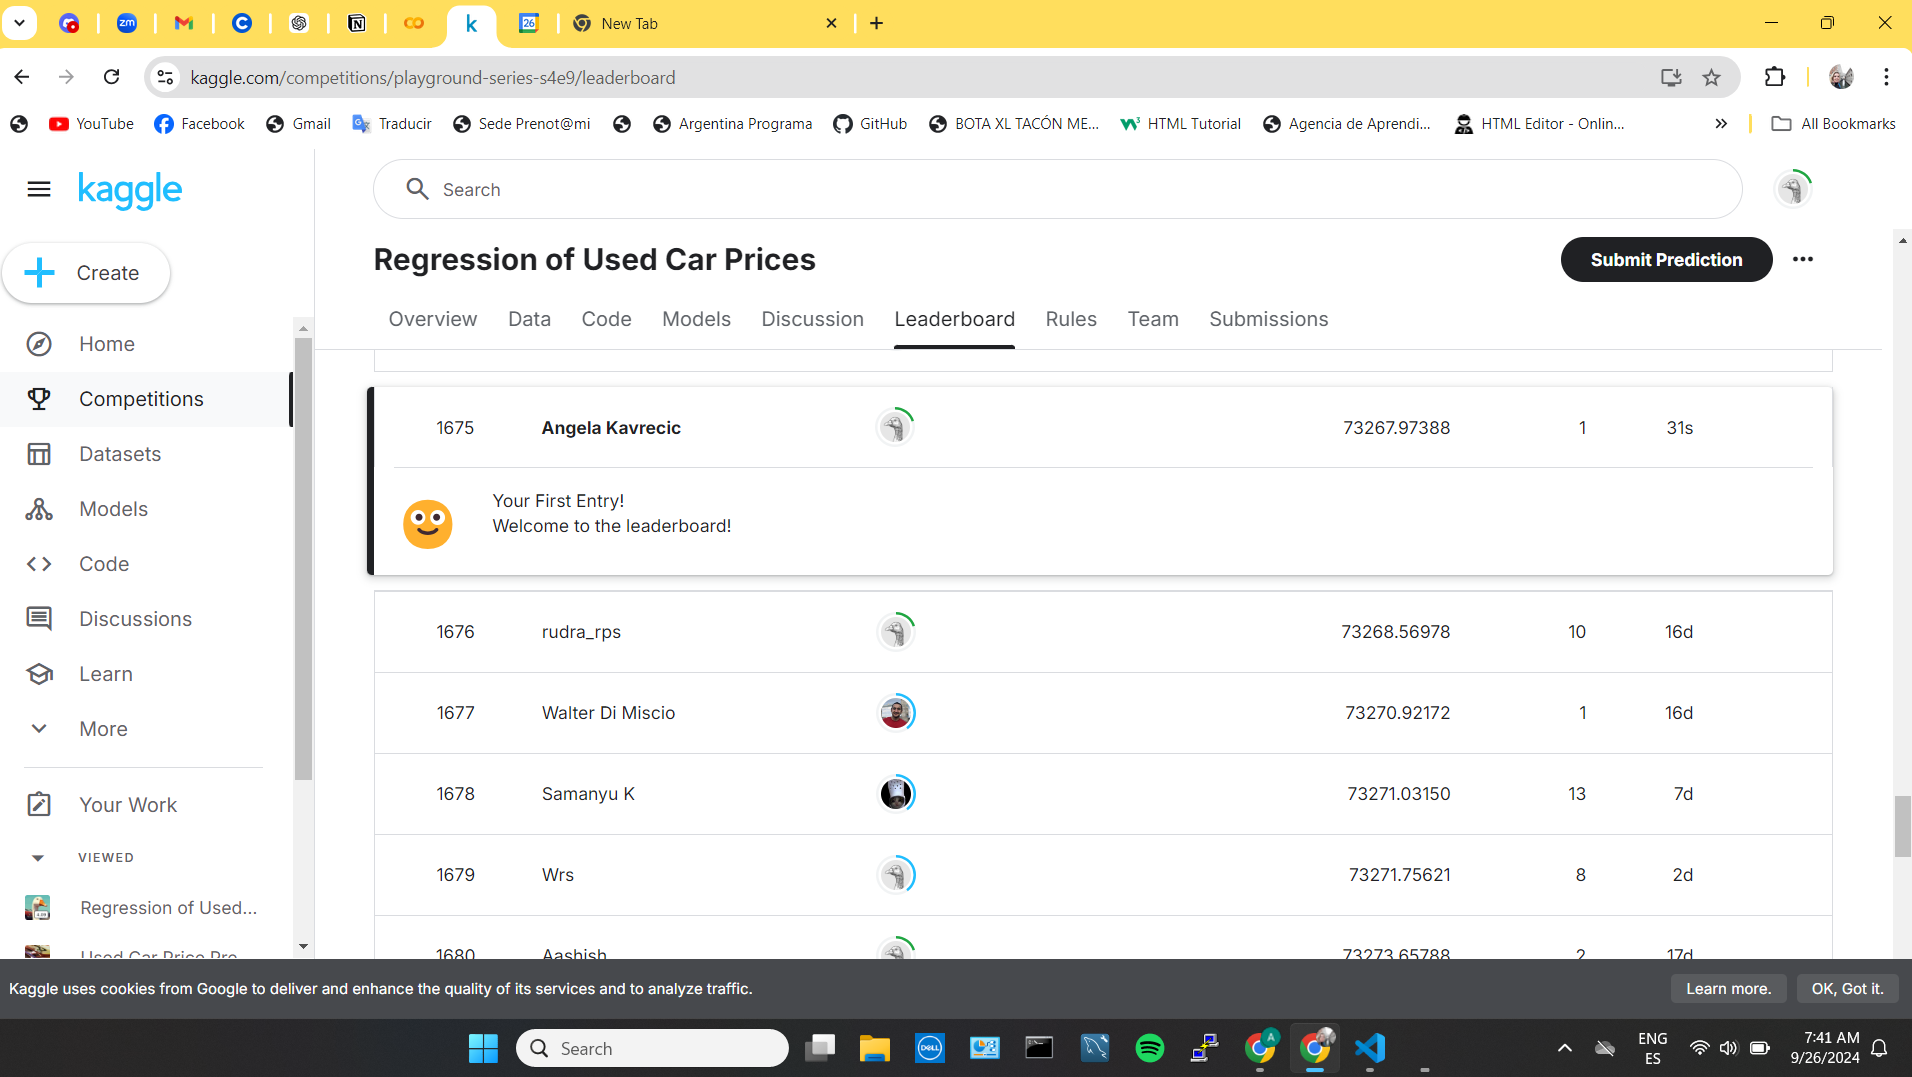 zm
C
N
k
26
New Tab
kaggle.com/competitions/playground-series-s4e9/leaderboard
YouTube
Facebook
Gmail
Traducir
Sede Prenot@mi
Argentina Programa
GitHub
BOTA XL TACÓN ME...
HTML Tutorial
Agencia de Aprendi...
HTML Editor - Onlin...
All Bookmarks
kaggle
Search
Create
Regression of Used Car Prices
Submit Prediction
Overview Data Code Models Discussion Leaderboard Rules Team Submissions
Home
Competitions
Datasets
Models
Code
Discussions
Learn
More
Your Work
VIEWED
Regression of Used...
Used Car Price Pre...
1675 Angela Kavrecic 73267.97388 1 31s
Your First Entry!
Welcome to the leaderboard!
1676 rudra_rps 73268.56978 10 16d
1677 Walter Di Miscio 73270.92172 1 16d
1678 Samanyu K 73271.03150 13 7d
1679 Wrs 73271.75621 8 2d
1680 Aashish 73273.65788 2 17d
Kaggle uses cookies from Google to deliver and enhance the quality of its services and to analyze traffic.
Learn more.
OK, Got it.
Search
DELL
A
ENG
ES
7:41 AM
9/26/2024